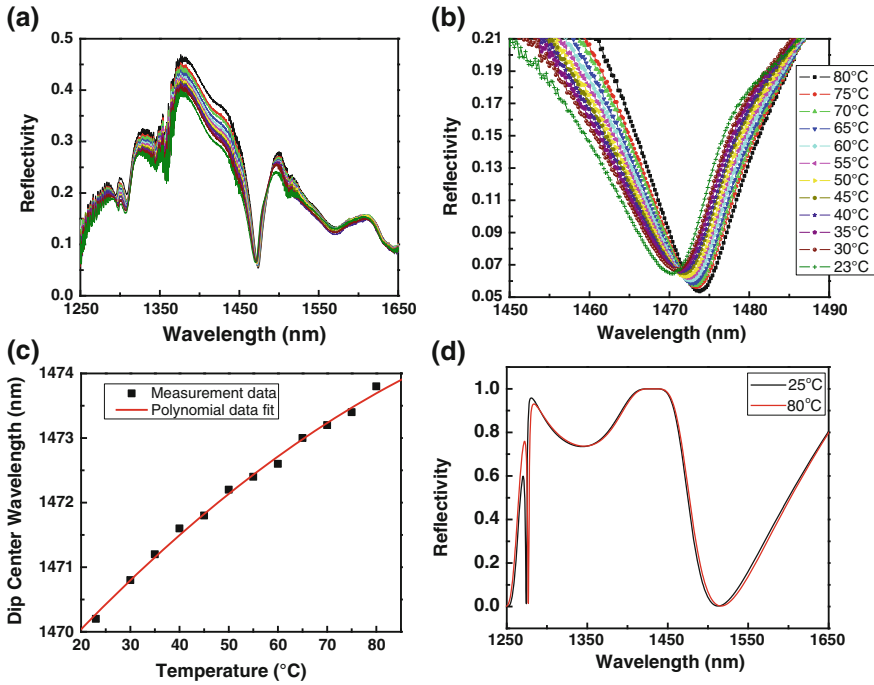 (a)
0.5
0.4
0.3
0.2
0.1
0.0
Reflectivity
1250 1350 1450 1550 1650
Wavelength (nm)
(b)
0.21
0.19
0.17
0.15
0.13
0.11
0.09
0.07
0.05
Reflectivity
1450 1460 1470 1480 1490
Wavelength (nm)
80°C
75°C
70°C
65°C
60°C
55°C
50°C
45°C
40°C
35°C
30°C
23°C
(c)
1474
1473
1472
1471
1470
Dip Center Wavelength (nm)
Measurement data
Polynomial data fit
20 30 40 50 60 70 80
Temperature (°C)
(d)
1.0
0.8
0.6
0.4
0.2
0.0
Reflectivity
25°C
80°C
1250 1350 1450 1550 1650
Wavelength (nm)